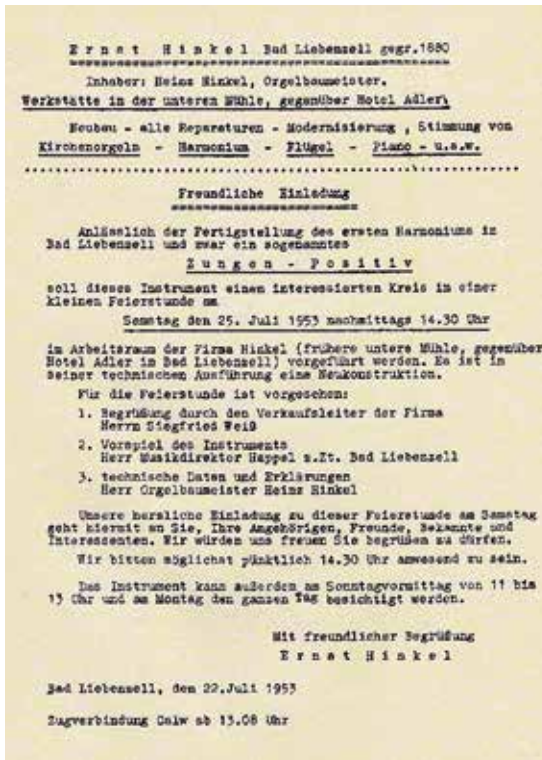 Ernst Hinkel Bad Liebenzell gegr.1880
Inhaber: Heinz Hinkel, Orgelbaumeister.
Werkstätte in der unteren Mühle, gegenüber Hotel Adler
Neubau - alle Reparaturen - Modernisierung , Stimmung von
Kirchenorgeln - Harmonium - Flügel - Piano - u.s.w.
Freundliche Einladung
Anlässlich der Fertigstellung des ersten Harmoniums in
Bad Liebenzell und zwar ein sogenanntes
Zungen - Positiv
soll dieses Instrument einen interessierten Kreis in einer
kleinen Feierstunde am
Samstag den 25. Juli 1953 nachmittags 14.30 Uhr
im Arbeitsraum der Firma Hinkel (frühere untere Mühle, gegenüber
Hotel Adler in Bad Liebenzell) vorgeführt werden. Es ist in
seiner technischen Ausführung eine Neukonstruktion.
Für die Feierstunde ist vorgesehen:
1. Begrüßung durch den Verkaufsleiter der Firma
Herrn Siegfried Weiß
2. Vorspiel des Instruments
Herr Musikdirektor Happel z.Zt. Bad Liebenzell
3. technische Daten und Erklärungen
Herr Orgelbaumeister Heinz Hinkel
Unsere herzliche Einladung zu dieser Feierstunde am Samstag
geht hiermit an Sie, Ihre Angehörigen, Freunde, Bekannte und
Interessenten. Wir würden uns freuen Sie begrüßen zu dürfen.
Wir bitten möglichst pünktlich 14.30 Uhr anwesend zu sein.
Das Instrument kann außerdem am Sonntagvormittag von 11 bis
13 Uhr und am Montag den ganzen Tag besichtigt werden.
Mit freundlicher Begrüßung
Ernst Hinkel
Bad Liebenzell, den 22.Juli 1953
Zugverbindung Calw ab 13.08 Uhr